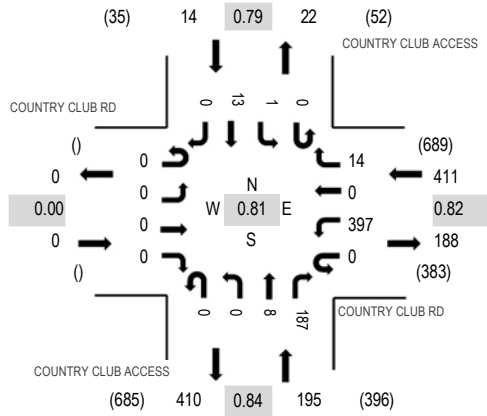 (35) 14 0.79 22 (52)
COUNTRY CLUB ACCESS
COUNTRY CLUB RD
0 13 1 0
() 0 14 (689)
0 0 N 0 411
0.00 W 0.81 E 0.82
0 0 S 397 188
() 0 0 (383)
0 0 8 187
COUNTRY CLUB RD
COUNTRY CLUB ACCESS
(685) 410 0.84 195 (396)